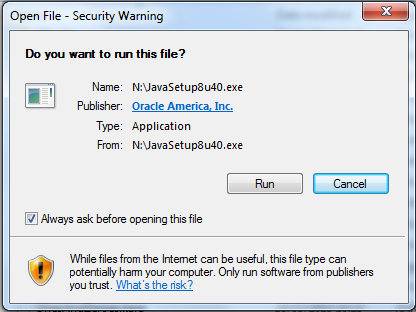 Open File - Security Warning
Do you want to run this file?
Name: N:\JavaSetup8u40.exe
Publisher: Oracle America, Inc.
Type: Application
From: N:\JavaSetup8u40.exe
Run Cancel
Always ask before opening this file
While files from the Internet can be useful, this file type can
potentially harm your computer. Only run software from publishers
you trust. What's the risk?